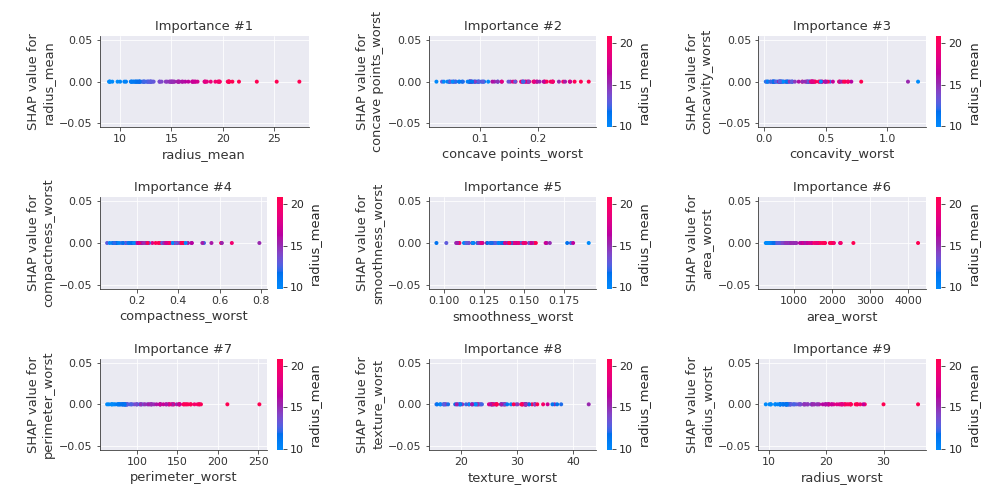 Importance #1
SHAP value for
radius_mean
0.05
0.00
−0.05
10 15 20 25
radius_mean
Importance #2
SHAP value for
concave points_worst
0.05
0.00
−0.05
0.1 0.2
concave points_worst
20
15
10
radius_mean
Importance #3
SHAP value for
concavity_worst
0.05
0.00
−0.05
0.0 0.5 1.0
concavity_worst
20
15
10
radius_mean
Importance #4
SHAP value for
compactness_worst
0.05
0.00
−0.05
0.2 0.4 0.6 0.8
compactness_worst
20
15
10
radius_mean
Importance #5
SHAP value for
smoothness_worst
0.05
0.00
−0.05
0.100 0.125 0.150 0.175
smoothness_worst
20
15
10
radius_mean
Importance #6
SHAP value for
area_worst
0.05
0.00
−0.05
1000 2000 3000 4000
area_worst
20
15
10
radius_mean
Importance #7
SHAP value for
perimeter_worst
0.05
0.00
−0.05
100 150 200 250
perimeter_worst
20
15
10
radius_mean
Importance #8
SHAP value for
texture_worst
0.05
0.00
−0.05
20 30 40
texture_worst
20
15
10
radius_mean
Importance #9
SHAP value for
radius_worst
0.05
0.00
−0.05
10 20 30
radius_worst
20
15
10
radius_mean